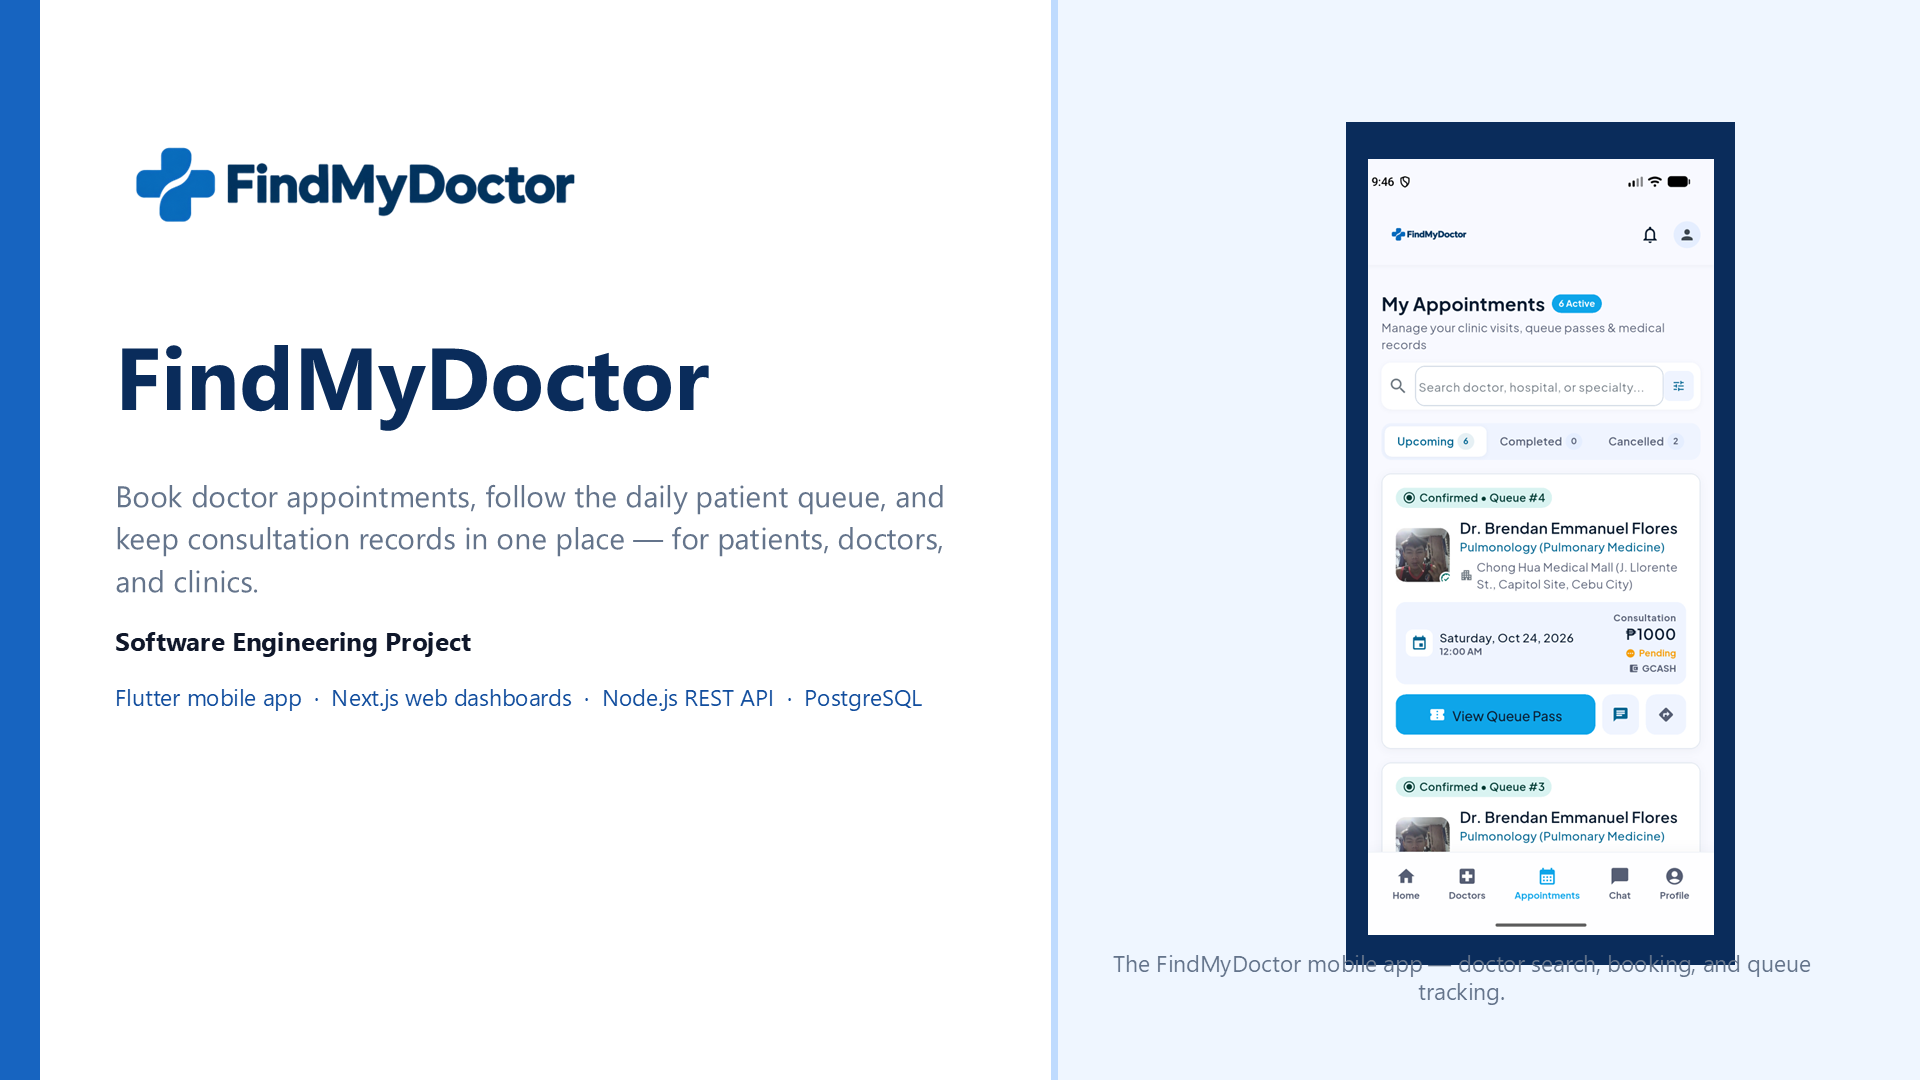 FindMyDoctor
FindMyDoctor
Book doctor appointments, follow the daily patient queue, and
keep consultation records in one place — for patients, doctors,
and clinics.
Software Engineering Project
Flutter mobile app · Next.js web dashboards · Node.js REST API · PostgreSQL
9:46
FindMyDoctor
My Appointments 6 Active
Manage your clinic visits, queue passes & medical
records
Search doctor, hospital, or specialty...
Upcoming 6 Completed 0 Cancelled 2
Confirmed • Queue #4
Dr. Brendan Emmanuel Flores
Pulmonology (Pulmonary Medicine)
Chong Hua Medical Mall (J. Llorente
St., Capitol Site, Cebu City)
Consultation
Saturday, Oct 24, 2026 ₱1000
12:00 AM Pending
GCASH
View Queue Pass
Confirmed • Queue #3
Dr. Brendan Emmanuel Flores
Pulmonology (Pulmonary Medicine)
Home Doctors Appointments Chat Profile
The FindMyDoctor mobile app — doctor search, booking, and queue
tracking.